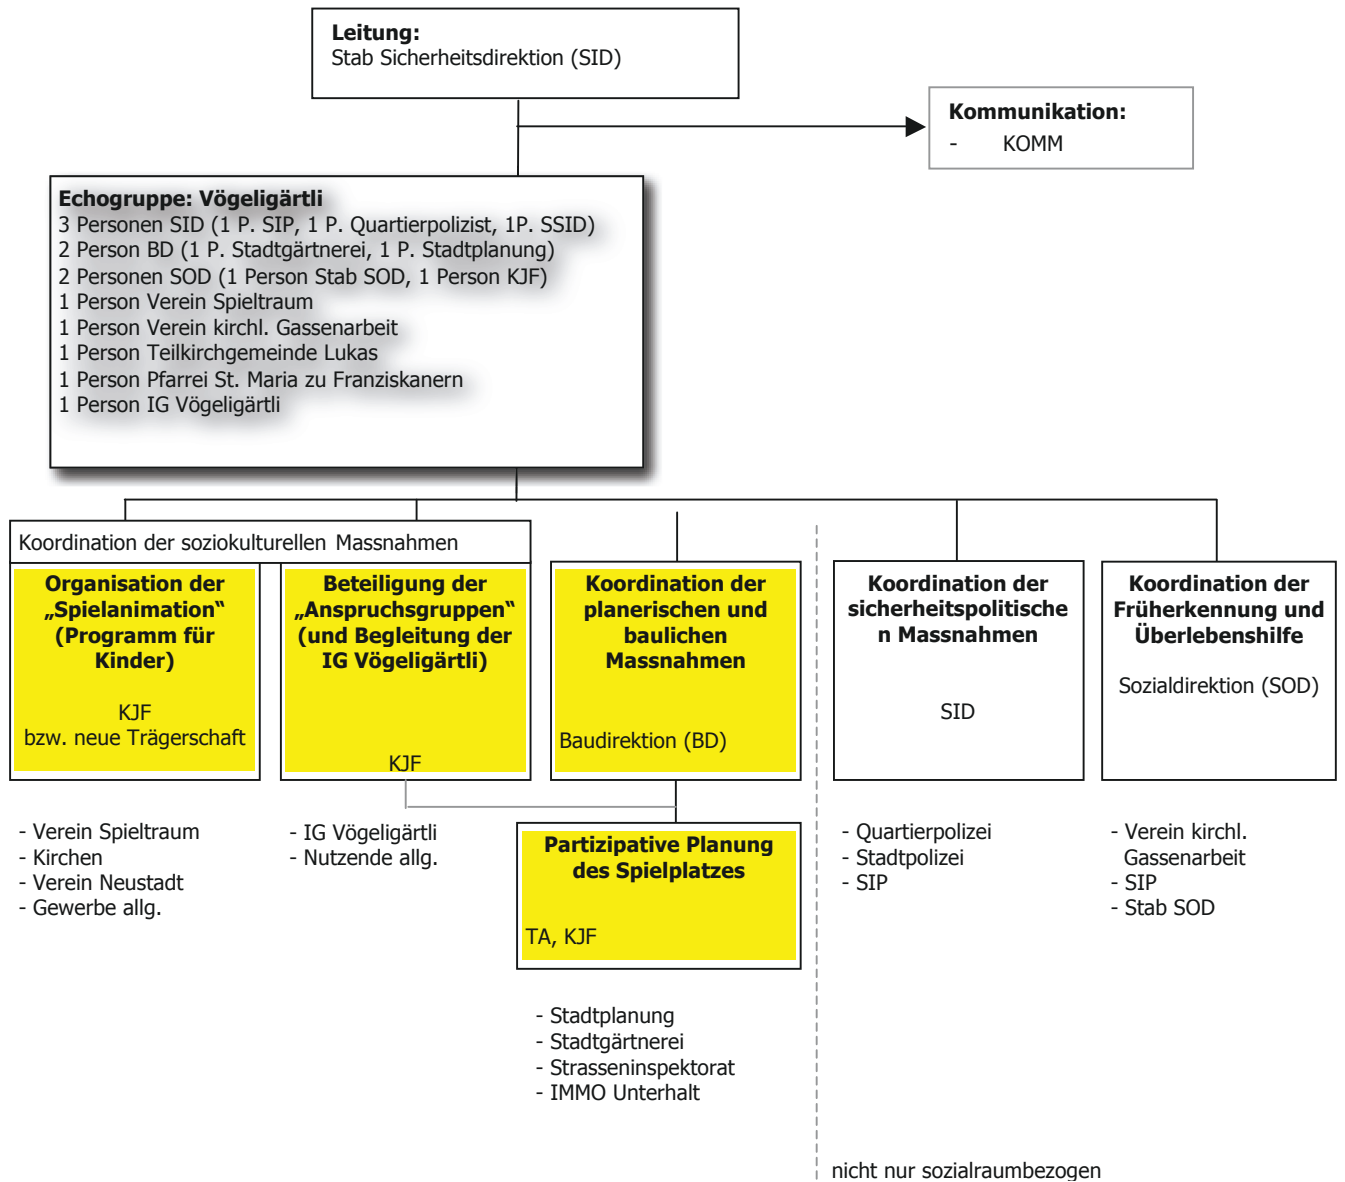 Leitung:
Stab Sicherheitsdirektion (SID)
Kommunikation:
- KOMM
Echogruppe: Vögeligärtli
3 Personen SID (1 P. SIP, 1 P. Quartierpolizist, 1P. SSID)
2 Person BD (1 P. Stadtgärtnerei, 1 P. Stadtplanung)
2 Personen SOD (1 Person Stab SOD, 1 Person KJF)
1 Person Verein Spieltraum
1 Person Verein kirchl. Gassenarbeit
1 Person Teilkirchgemeinde Lukas
1 Person Pfarrei St. Maria zu Franziskanern
1 Person IG Vögeligärtli
Koordination der soziokulturellen Massnahmen
Organisation der
„Spielanimation“
(Programm für
Kinder)
KJF
bzw. neue Trägerschaft
Beteiligung der
„Anspruchsgruppen“
(und Begleitung der
IG Vögeligärtli)
KJF
Koordination der
planerischen und
baulichen
Massnahmen
Baudirektion (BD)
Koordination der
sicherheitspolitische
n Massnahmen
SID
Koordination der
Früherkennung und
Überlebenshilfe
Sozialdirektion (SOD)
- Verein Spieltraum
- Kirchen
- Verein Neustadt
- Gewerbe allg.
- IG Vögeligärtli
- Nutzende allg.
Partizipative Planung
des Spielplatzes
TA, KJF
- Quartierpolizei
- Stadtpolizei
- SIP
- Verein kirchl.
Gassenarbeit
- SIP
- Stab SOD
- Stadtplanung
- Stadtgärtnerei
- Strasseninspektorat
- IMMO Unterhalt
nicht nur sozialraumbezogen